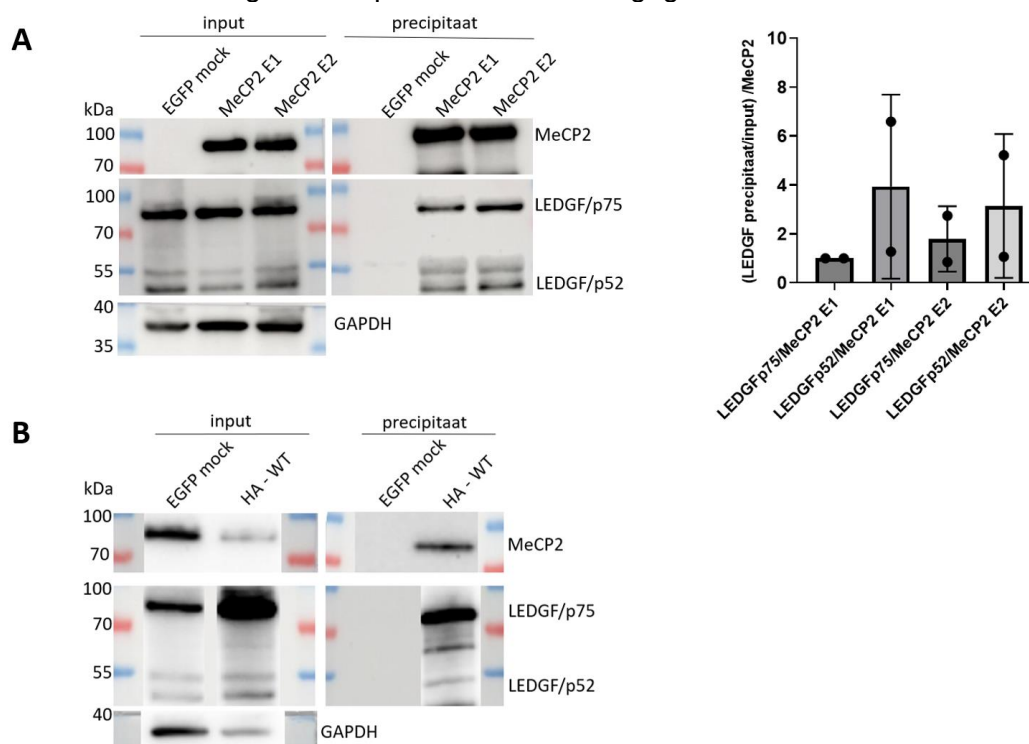 A
input
precipitaat
EGFP mock
MeCP2 E1
MeCP2 E2
EGFP mock
MeCP2 E1
MeCP2 E2
kDa
100
70
MeCP2
100
70
55
LEDGF/p75
LEDGF/p52
40
35
GAPDH
(LEDGF precipitaat/input) /MeCP2
10
8
6
4
2
0
LEDGFp75/MeCP2 E1
LEDGFp52/MeCP2 E1
LEDGFp75/MeCP2 E2
LEDGFp52/MeCP2 E2
B
input
precipitaat
EGFP mock
HA - WT
EGFP mock
HA - WT
kDa
100
70
MeCP2
100
70
55
LEDGF/p75
LEDGF/p52
40
GAPDH